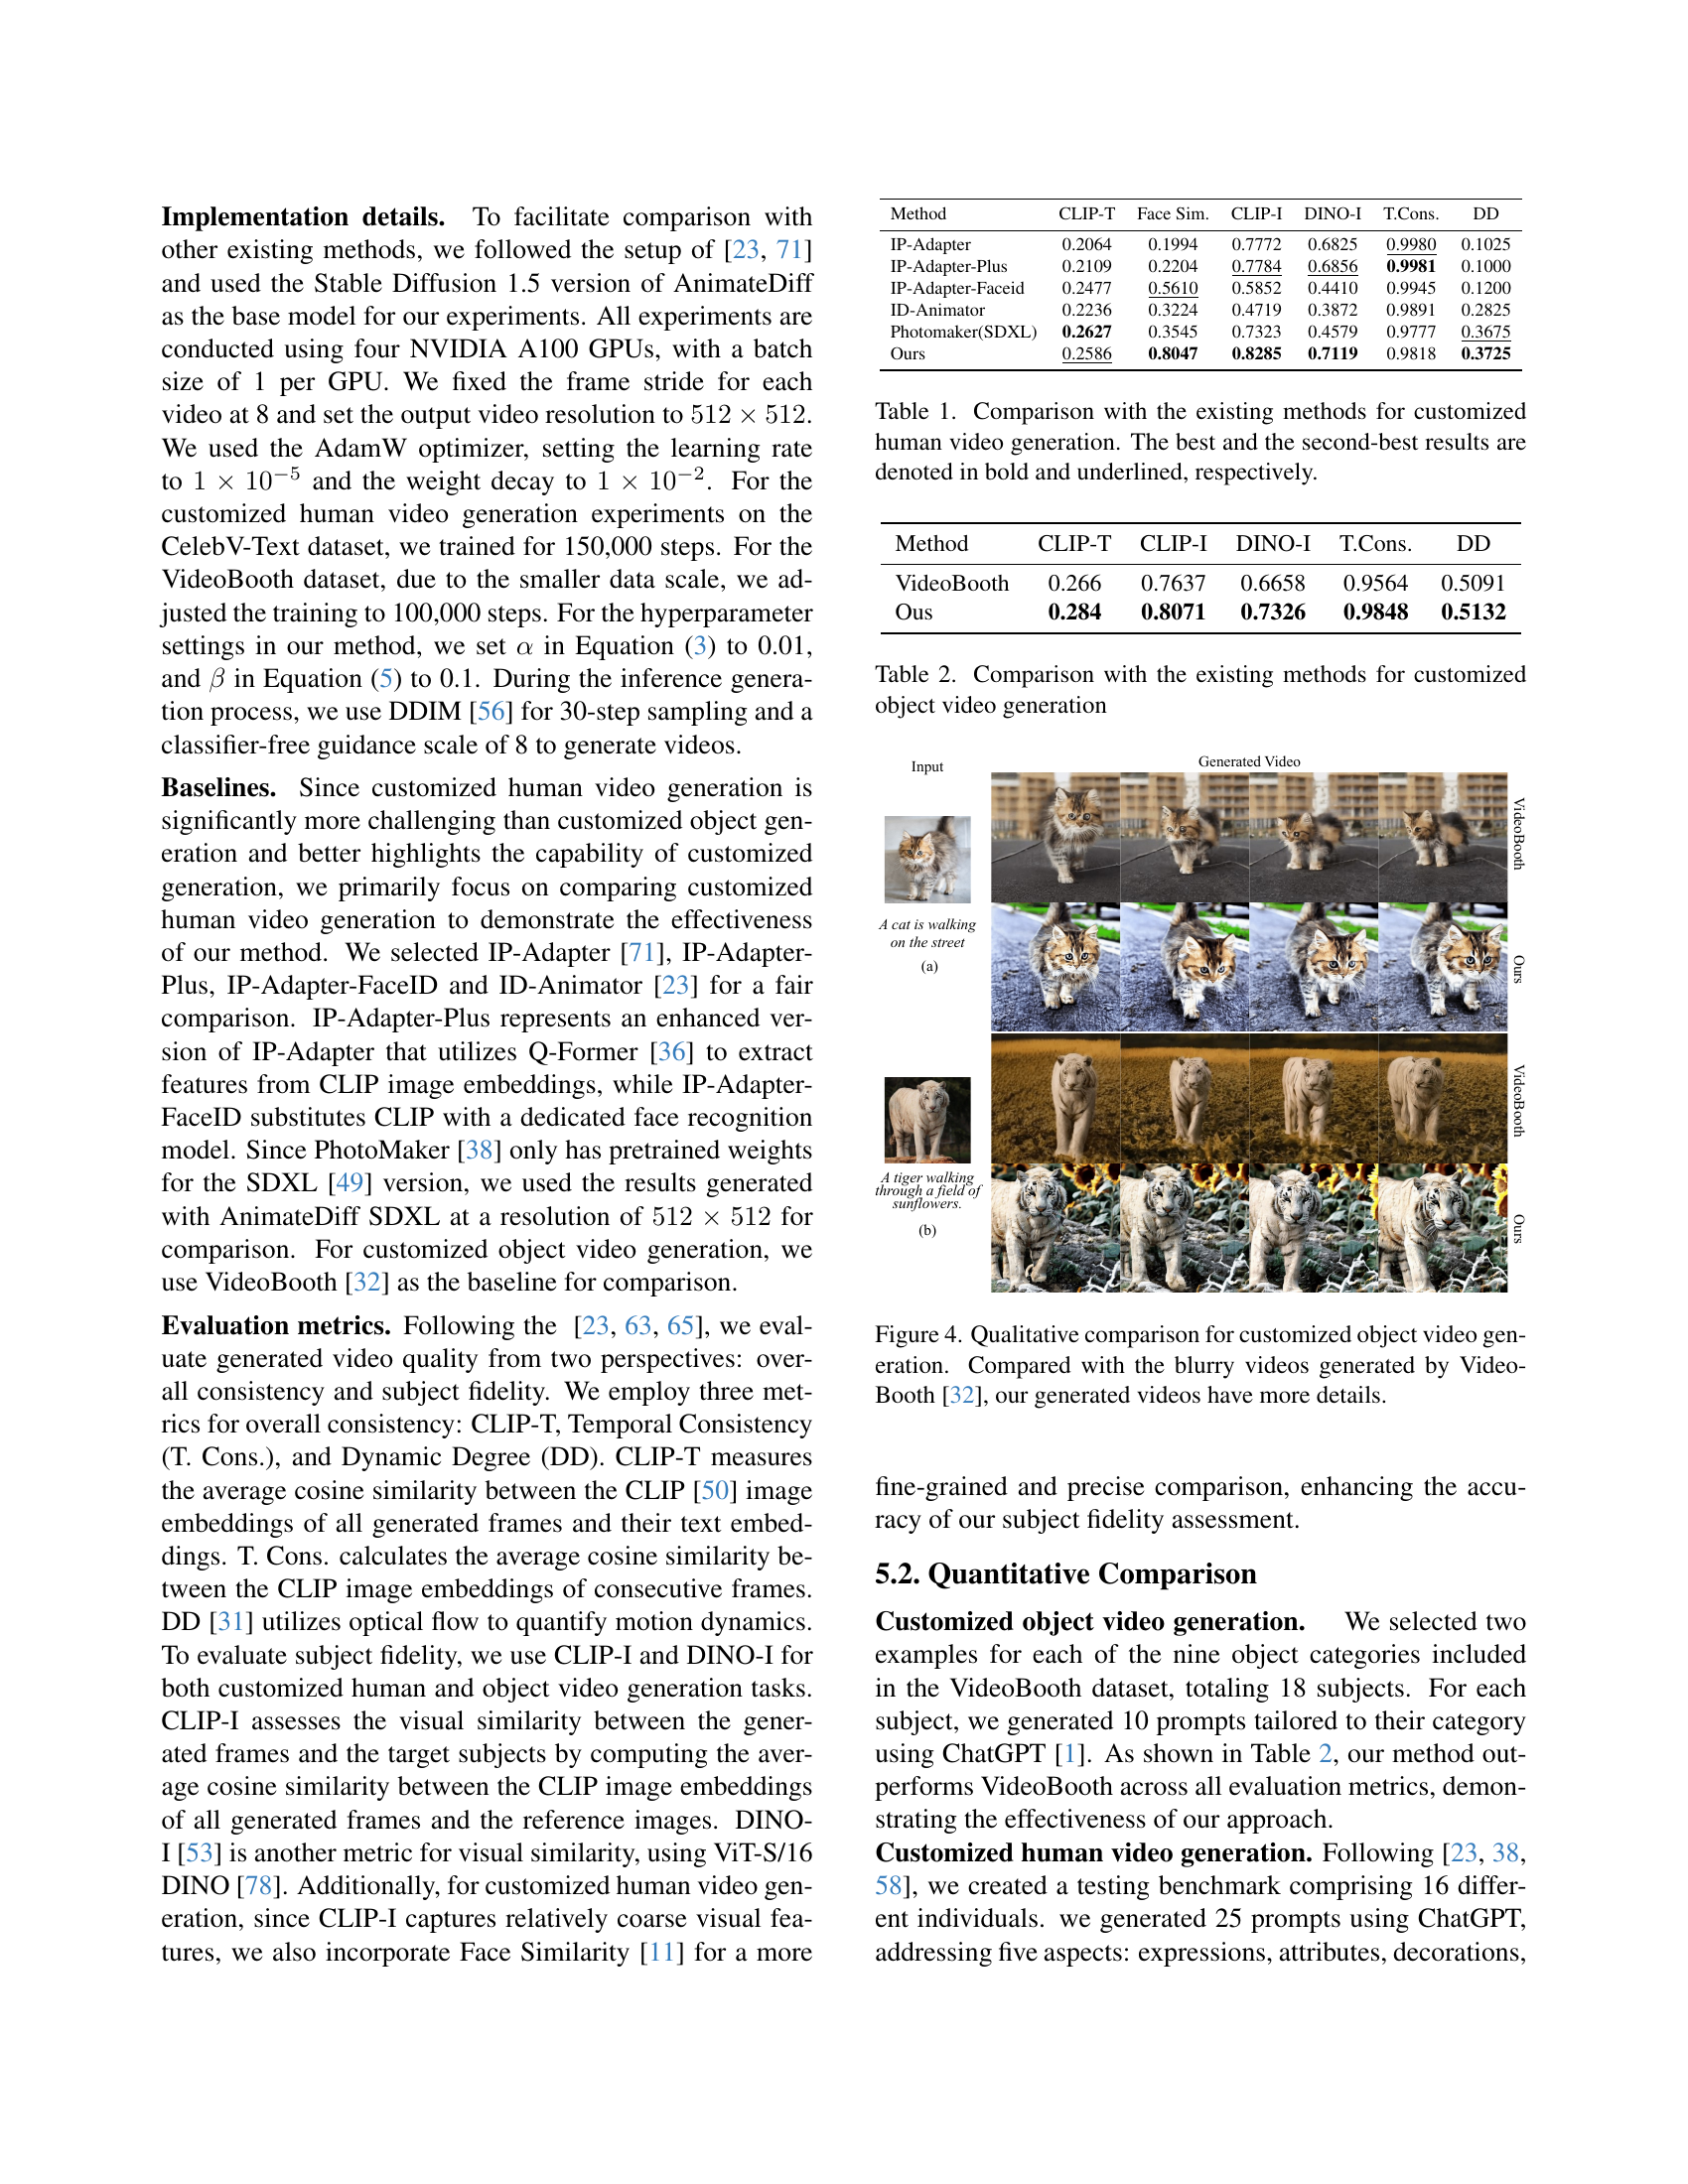 Implementation details. To facilitate comparison with
other existing methods, we followed the setup of [23, 71]
and used the Stable Diffusion 1.5 version of AnimateDiff
as the base model for our experiments. All experiments are
conducted using four NVIDIA A100 GPUs, with a batch
size of 1 per GPU. We fixed the frame stride for each
video at 8 and set the output video resolution to 512 × 512.
We used the AdamW optimizer, setting the learning rate
to 1 × 10⁻⁵ and the weight decay to 1 × 10⁻². For the
customized human video generation experiments on the
CelebV-Text dataset, we trained for 150,000 steps. For the
VideoBooth dataset, due to the smaller data scale, we ad-
justed the training to 100,000 steps. For the hyperparameter
settings in our method, we set α in Equation (3) to 0.01,
and β in Equation (5) to 0.1. During the inference genera-
tion process, we use DDIM [56] for 30-step sampling and a
classifier-free guidance scale of 8 to generate videos.
Baselines. Since customized human video generation is
significantly more challenging than customized object gen-
eration and better highlights the capability of customized
generation, we primarily focus on comparing customized
human video generation to demonstrate the effectiveness
of our method. We selected IP-Adapter [71], IP-Adapter-
Plus, IP-Adapter-FaceID and ID-Animator [23] for a fair
comparison. IP-Adapter-Plus represents an enhanced ver-
sion of IP-Adapter that utilizes Q-Former [36] to extract
features from CLIP image embeddings, while IP-Adapter-
FaceID substitutes CLIP with a dedicated face recognition
model. Since PhotoMaker [38] only has pretrained weights
for the SDXL [49] version, we used the results generated
with AnimateDiff SDXL at a resolution of 512 × 512 for
comparison. For customized object video generation, we
use VideoBooth [32] as the baseline for comparison.
Evaluation metrics. Following the [23, 63, 65], we eval-
uate generated video quality from two perspectives: over-
all consistency and subject fidelity. We employ three met-
rics for overall consistency: CLIP-T, Temporal Consistency
(T. Cons.), and Dynamic Degree (DD). CLIP-T measures
the average cosine similarity between the CLIP [50] image
embeddings of all generated frames and their text embed-
dings. T. Cons. calculates the average cosine similarity be-
tween the CLIP image embeddings of consecutive frames.
DD [31] utilizes optical flow to quantify motion dynamics.
To evaluate subject fidelity, we use CLIP-I and DINO-I for
both customized human and object video generation tasks.
CLIP-I assesses the visual similarity between the gener-
ated frames and the target subjects by computing the aver-
age cosine similarity between the CLIP image embeddings
of all generated frames and the reference images. DINO-
I [53] is another metric for visual similarity, using ViT-S/16
DINO [78]. Additionally, for customized human video gen-
eration, since CLIP-I captures relatively coarse visual fea-
tures, we also incorporate Face Similarity [11] for a more
Method CLIP-T Face Sim. CLIP-I DINO-I T.Cons. DD
IP-Adapter 0.2064 0.1994 0.7772 0.6825 0.9980 0.1025
IP-Adapter-Plus 0.2109 0.2204 0.7784 0.6856 0.9981 0.1000
IP-Adapter-Faceid 0.2477 0.5610 0.5852 0.4410 0.9945 0.1200
ID-Animator 0.2236 0.3224 0.4719 0.3872 0.9891 0.2825
Photomaker(SDXL) 0.2627 0.3545 0.7323 0.4579 0.9777 0.3675
Ours 0.2586 0.8047 0.8285 0.7119 0.9818 0.3725
Table 1. Comparison with the existing methods for customized
human video generation. The best and the second-best results are
denoted in bold and underlined, respectively.
Method CLIP-T CLIP-I DINO-I T.Cons. DD
VideoBooth 0.266 0.7637 0.6658 0.9564 0.5091
Ous 0.284 0.8071 0.7326 0.9848 0.5132
Table 2. Comparison with the existing methods for customized
object video generation
Input
Generated Video
VideoBooth
A cat is walking
on the street
(a)
Ours
VideoBooth
A tiger walking
through a field of
sunflowers.
(b)
Ours
Figure 4. Qualitative comparison for customized object video gen-
eration. Compared with the blurry videos generated by Video-
Booth [32], our generated videos have more details.
fine-grained and precise comparison, enhancing the accu-
racy of our subject fidelity assessment.
5.2. Quantitative Comparison
Customized object video generation. We selected two
examples for each of the nine object categories included
in the VideoBooth dataset, totaling 18 subjects. For each
subject, we generated 10 prompts tailored to their category
using ChatGPT [1]. As shown in Table 2, our method out-
performs VideoBooth across all evaluation metrics, demon-
strating the effectiveness of our approach.
Customized human video generation. Following [23, 38,
58], we created a testing benchmark comprising 16 differ-
ent individuals. we generated 25 prompts using ChatGPT,
addressing five aspects: expressions, attributes, decorations,